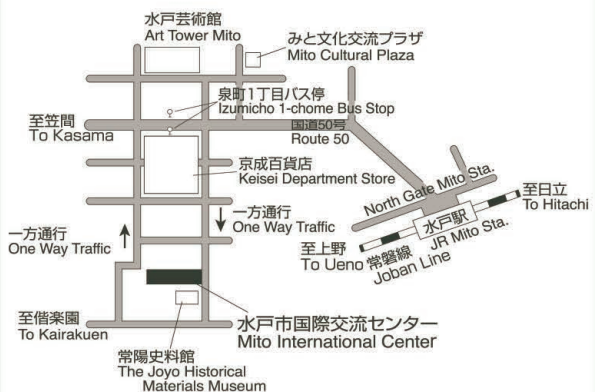 水戸芸術館
Art Tower Mito
みと文化交流プラザ
Mito Cultural Plaza
泉町1丁目バス停
Izumicho 1-chome Bus Stop
至笠間
To Kasama
国道50号
Route 50
京成百貨店
Keisei Department Store
North Gate Mito Sta.
至日立
To Hitachi
水戸駅
JR Mito Sta.
一方通行
One Way Traffic
一方通行
One Way Traffic
至上野
To Ueno
常磐線
Joban Line
至偕楽園
To Kairakuen
水戸市国際交流センター
Mito International Center
常陽史料館
The Joyo Historical
Materials Museum